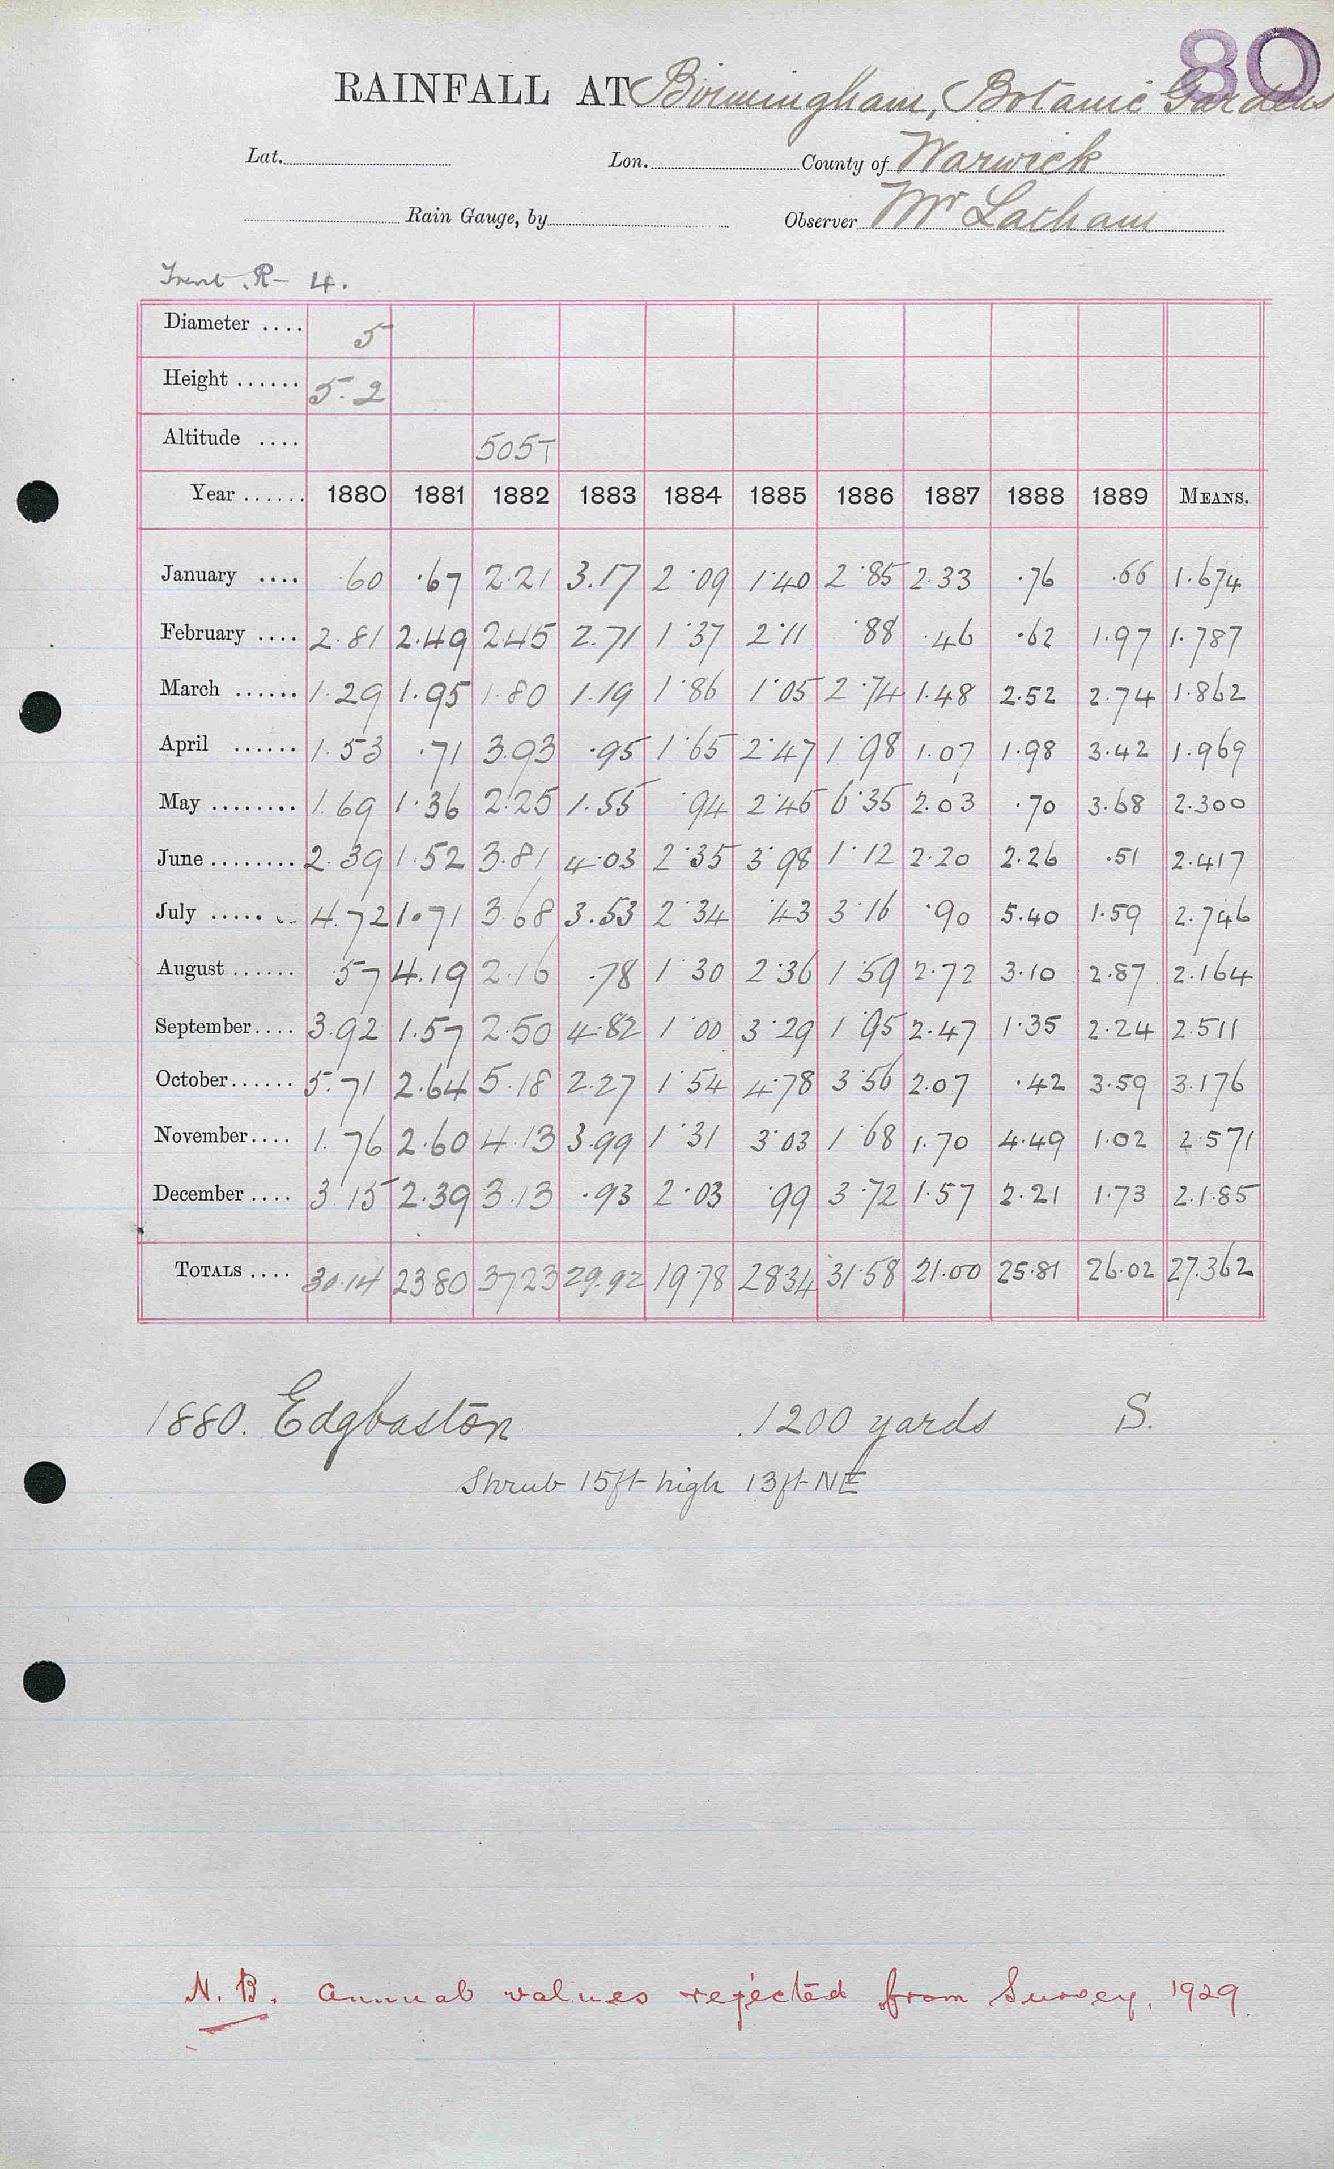 80
RAINFALL AT Birmingham, Botanic Gardens
Lat. Lon. County of Warwick
Rain Gauge, by Observer Mr Latham
Trent R - 4.
Diameter .... 5
Height ...... 5.2
Altitude .... 505T
Year ...... 1880 1881 1882 1883 1884 1885 1886 1887 1888 1889 MEANS.
January .... .60 .67 2.21 3.17 2.09 1.40 2.85 2.33 .76 .66 1.674
February .... 2.81 2.49 2.45 2.71 1.37 2.11 .88 .46 .62 1.97 1.787
March ...... 1.29 1.95 1.80 1.19 1.86 1.05 2.74 1.48 2.52 2.74 1.862
April ...... 1.53 .71 3.93 .95 1.65 2.47 1.98 1.07 1.98 3.42 1.969
May ........ 1.69 1.36 2.25 1.55 .94 2.45 6.35 2.03 .70 3.68 2.300
June ........ 2.39 1.52 3.81 4.03 2.35 3.98 1.12 2.20 2.26 .51 2.417
July ...... 4.72 1.71 3.68 3.53 2.34 .43 3.16 .90 5.40 1.59 2.746
August ...... .57 4.19 2.16 .78 1.30 2.36 1.59 2.72 3.10 2.87 2.164
September.... 3.92 1.57 2.50 4.82 1.00 3.29 1.95 2.47 1.35 2.24 2.511
October...... 5.71 2.64 5.18 2.27 1.54 4.78 3.56 2.07 .42 3.59 3.176
November.... 1.76 2.60 4.13 3.99 1.31 3.03 1.68 1.70 4.49 1.02 2.571
December .... 3.15 2.39 3.13 .93 2.03 .99 3.72 1.57 2.21 1.73 2.185
TOTALS .... 30.14 23.80 37.23 29.92 19.78 28.34 31.58 21.00 25.81 26.02 27.362
1880. Edgbaston 1200 yards S.
Shrub 15ft high 13ft NE
N.B. annual values rejected from Survey, 1929